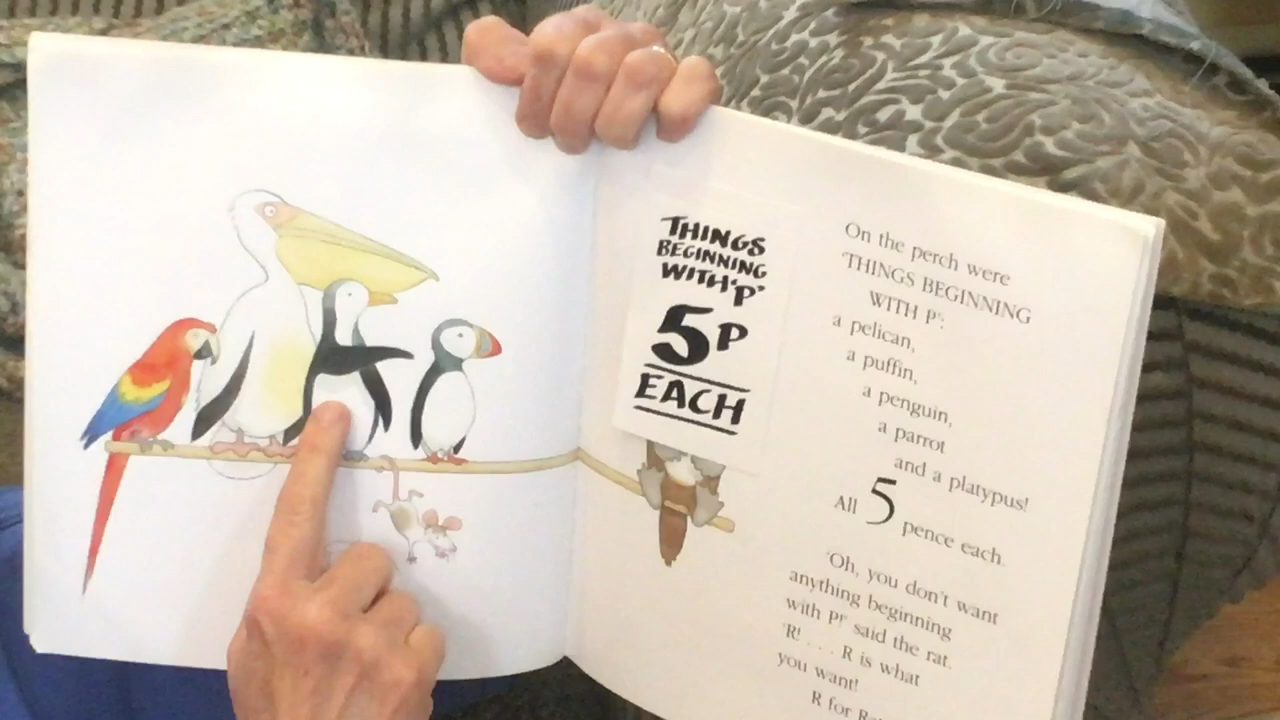 THINGS
BEGINNING
WITH 'P'
5P
EACH
On the perch were
'THINGS BEGINNING
WITH P':
a pelican,
a puffin,
a penguin,
a parrot
and a platypus!
All 5 pence each.
'Oh, you don't want
anything beginning
with P!' said the rat.
'R! . . . R is what
you want!
R for